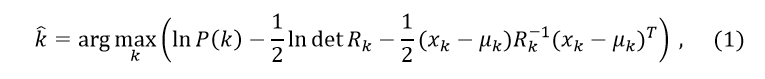 k̂ = arg max_k (ln P(k) − 1/2 ln det R_k − 1/2 (x_k − μ_k)R_k^{−1}(x_k − μ_k)^T) , (1)